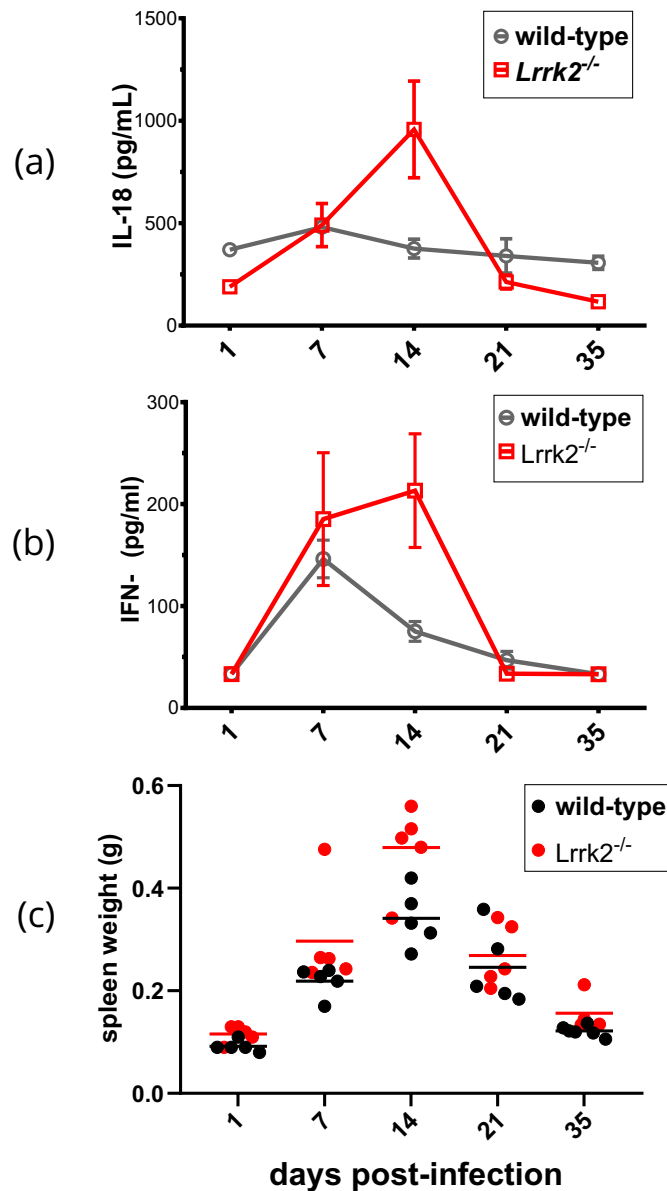 (a)
IL-18 (pg/mL)
1500
1000
500
0
wild-type
Lrrk2-/-
1 7 14 21 35
(b)
IFN- (pg/ml)
300
200
100
0
wild-type
Lrrk2-/-
1 7 14 21 35
(c)
spleen weight (g)
0.6
0.4
0.2
0.0
wild-type
Lrrk2-/-
1 7 14 21 35
days post-infection